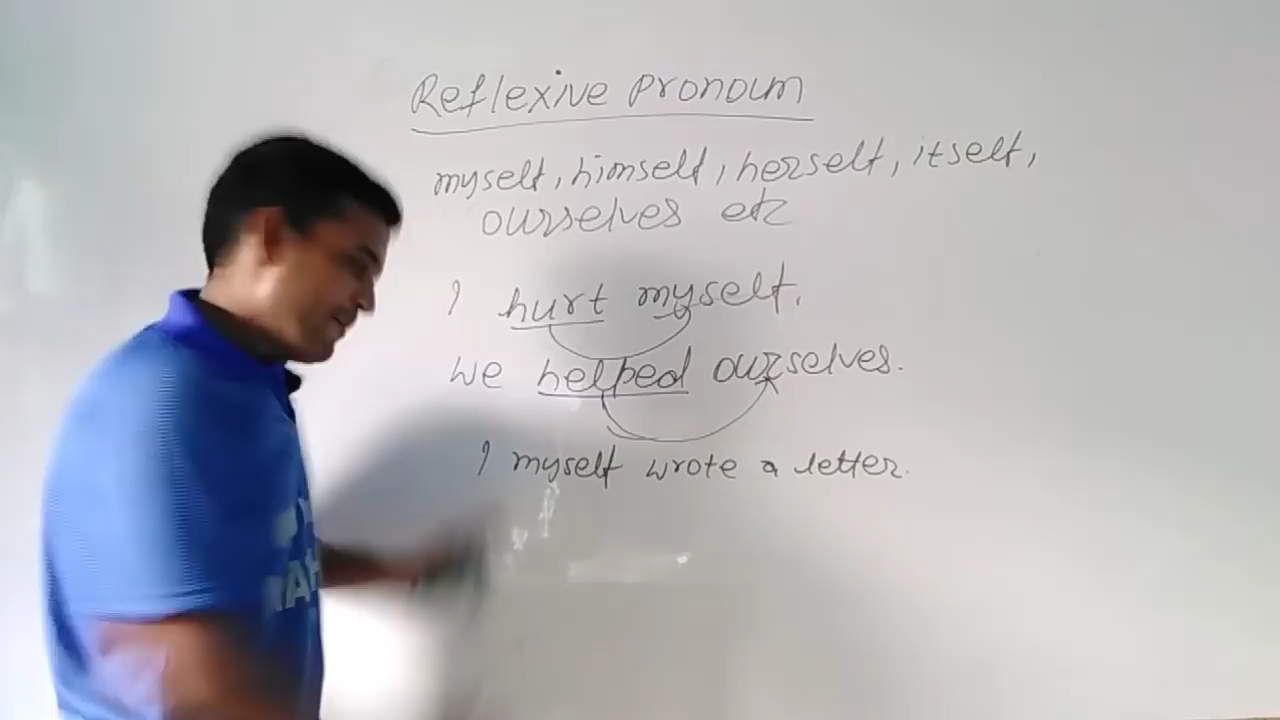 Reflexive Pronoun
myself, himself, herself, itself,
ourselves etc
I hurt myself.
We helped ourselves.
I myself wrote a letter.